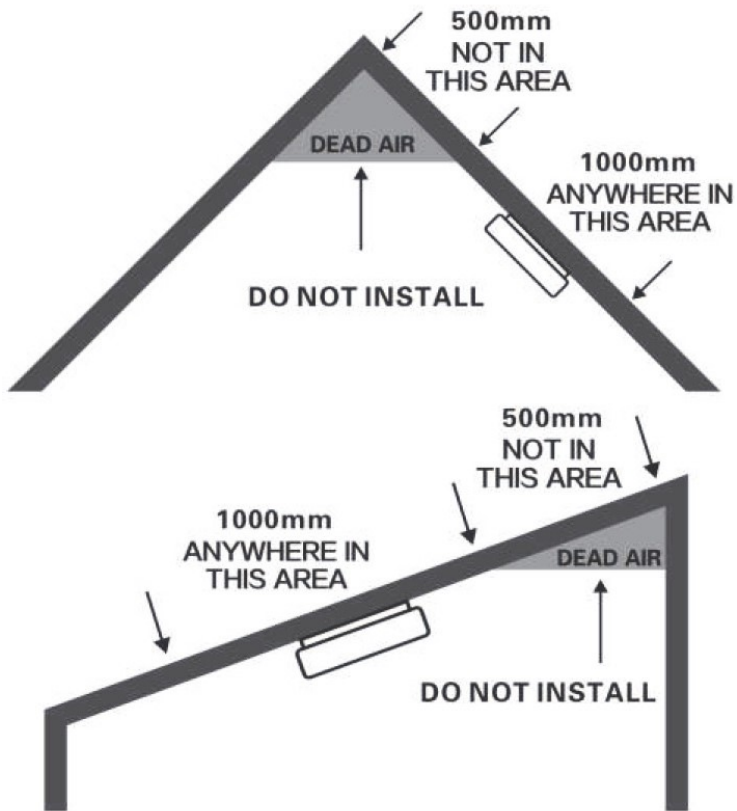 500mm
NOT IN
THIS AREA
DEAD AIR
1000mm
ANYWHERE IN
THIS AREA
DO NOT INSTALL
500mm
NOT IN
THIS AREA
1000mm
ANYWHERE IN
THIS AREA
DEAD AIR
DO NOT INSTALL